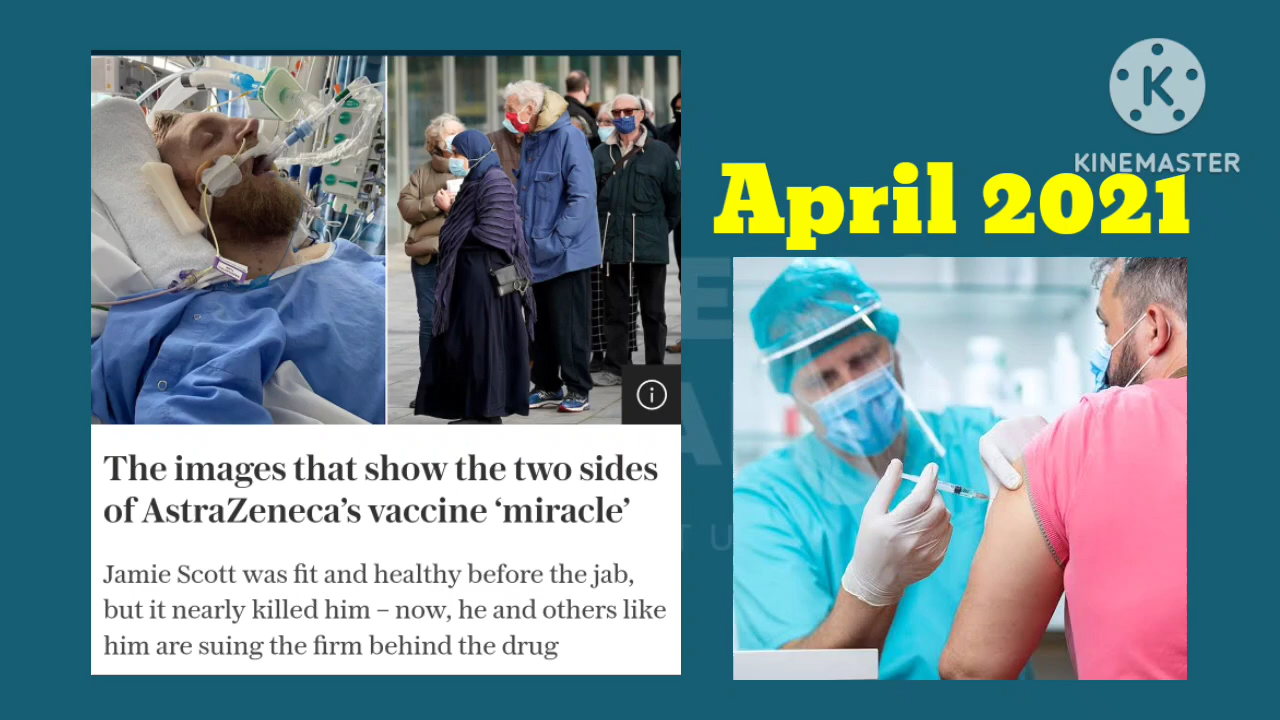 The images that show the two sides
of AstraZeneca's vaccine ‘miracle’
Jamie Scott was fit and healthy before the jab,
but it nearly killed him – now, he and others like
him are suing the firm behind the drug
April 2021
K
KINEMASTER